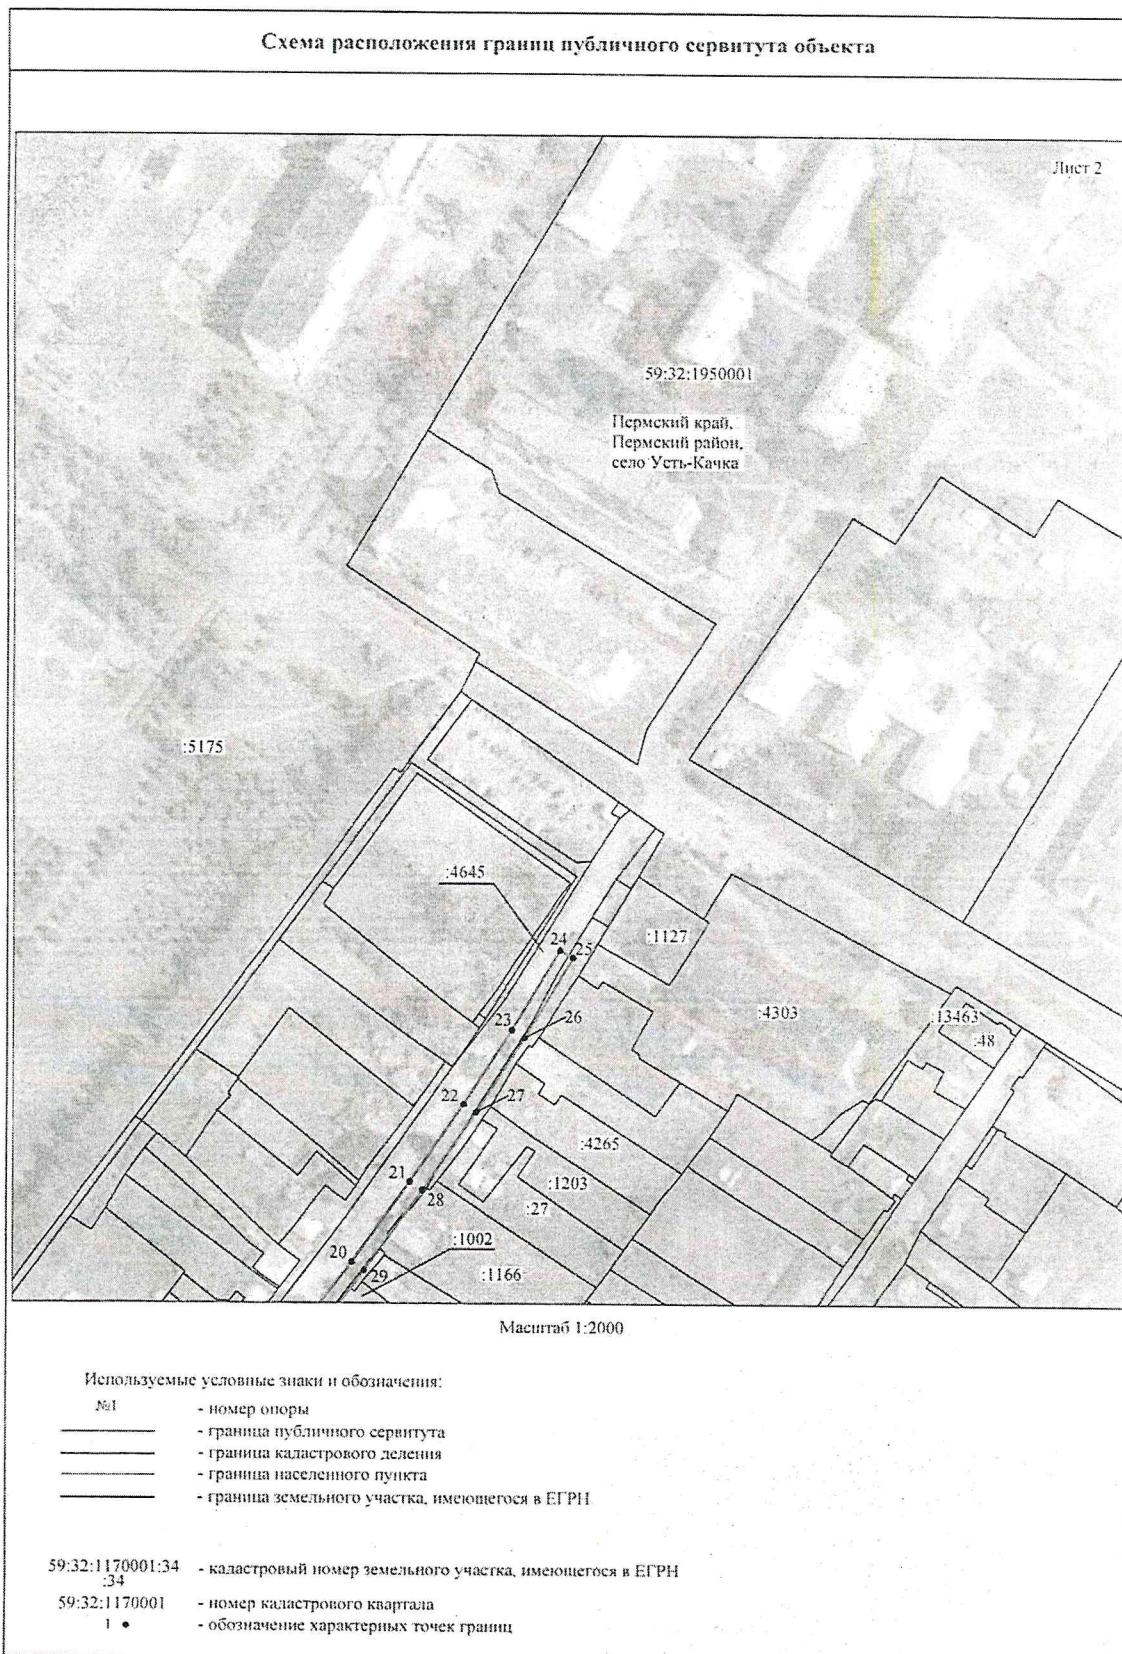 Схема расположения границ публичного сервитута объекта
Лист 2
59:32:1950001
Пермский край,
Пермский район,
село Усть-Качка
:5175
:4645
24
25
:1127
23
26
:4303
:13463
:48
22
27
:4265
21
28
:1203
:27
20
29
:1002
:1166
Масштаб 1:2000
Используемые условные знаки и обозначения:
№1 - номер опоры
- граница публичного сервитута
- граница кадастрового деления
- граница населенного пункта
- граница земельного участка, имеющегося в ЕГРН
59:32:1170001:34
:34
- кадастровый номер земельного участка, имеющегося в ЕГРН
59:32:1170001 - номер кадастрового квартала
1 ● - обозначение характерных точек границ